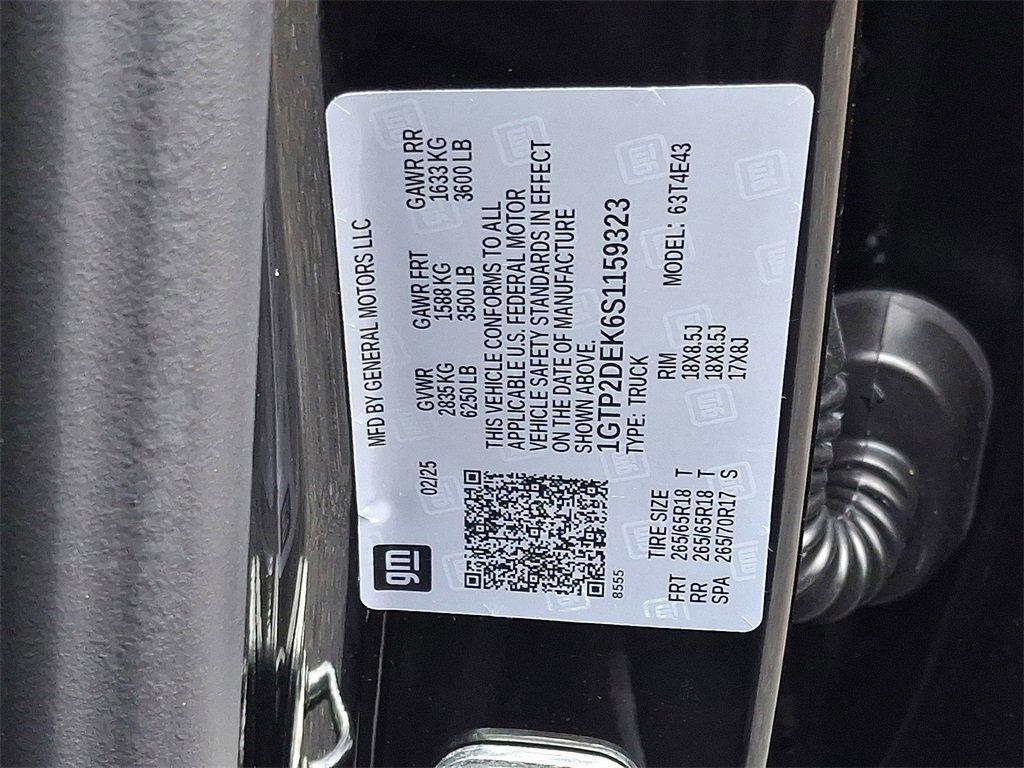 gm
MFD BY GENERAL MOTORS LLC
02/25
GVWR GAWR FRT GAWR RR
2835 KG 1588 KG 1633 KG
6250 LB 3500 LB 3600 LB
THIS VEHICLE CONFORMS TO ALL
APPLICABLE U.S. FEDERAL MOTOR
VEHICLE SAFETY STANDARDS IN EFFECT
ON THE DATE OF MANUFACTURE
SHOWN ABOVE.
1GTP2DEK6S1159323
TYPE: TRUCK
8555
MODEL: 63T4E43
TIRE SIZE RIM
FRT 265/65R18 T 18X8.5J
RR 265/65R18 T 18X8.5J
SPA 265/70R17 S 17X8J